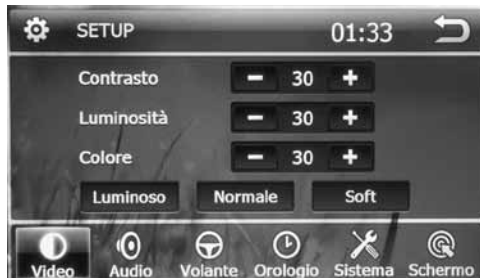 SETUP 01:33
Contrasto - 30 +
Luminosità - 30 +
Colore - 30 +
Luminoso Normale Soft
Video Audio Volante Orologio Sistema Schermo